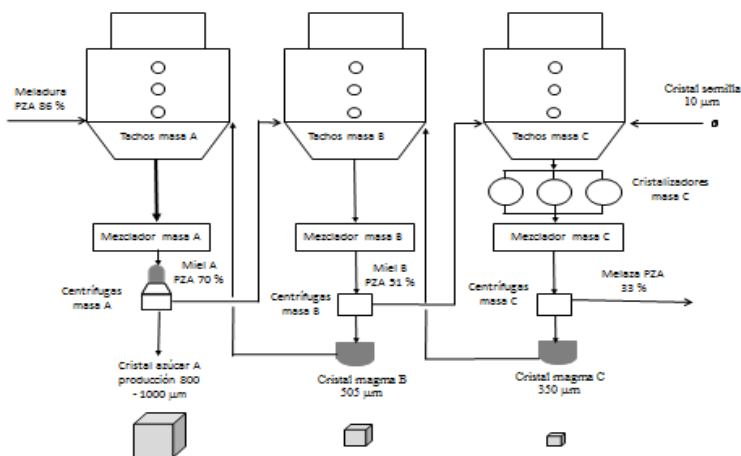 Meladura
PZA 86 %
Tachos masa A
Tachos masa B
Tachos masa C
Cristal semilla
10 μm
Cristalizadores
masa C
Mezclador masa A
Mezclador masa B
Mezclador masa C
Miel A
PZA 70 %
Miel B
PZA 51 %
Melaza PZA
33 %
Centrífugas
masa A
Centrífugas
masa B
Centrífugas
masa C
Cristal azúcar A
producción 800
- 1000 μm
Cristal magma B
505 μm
Cristal magma C
350 μm